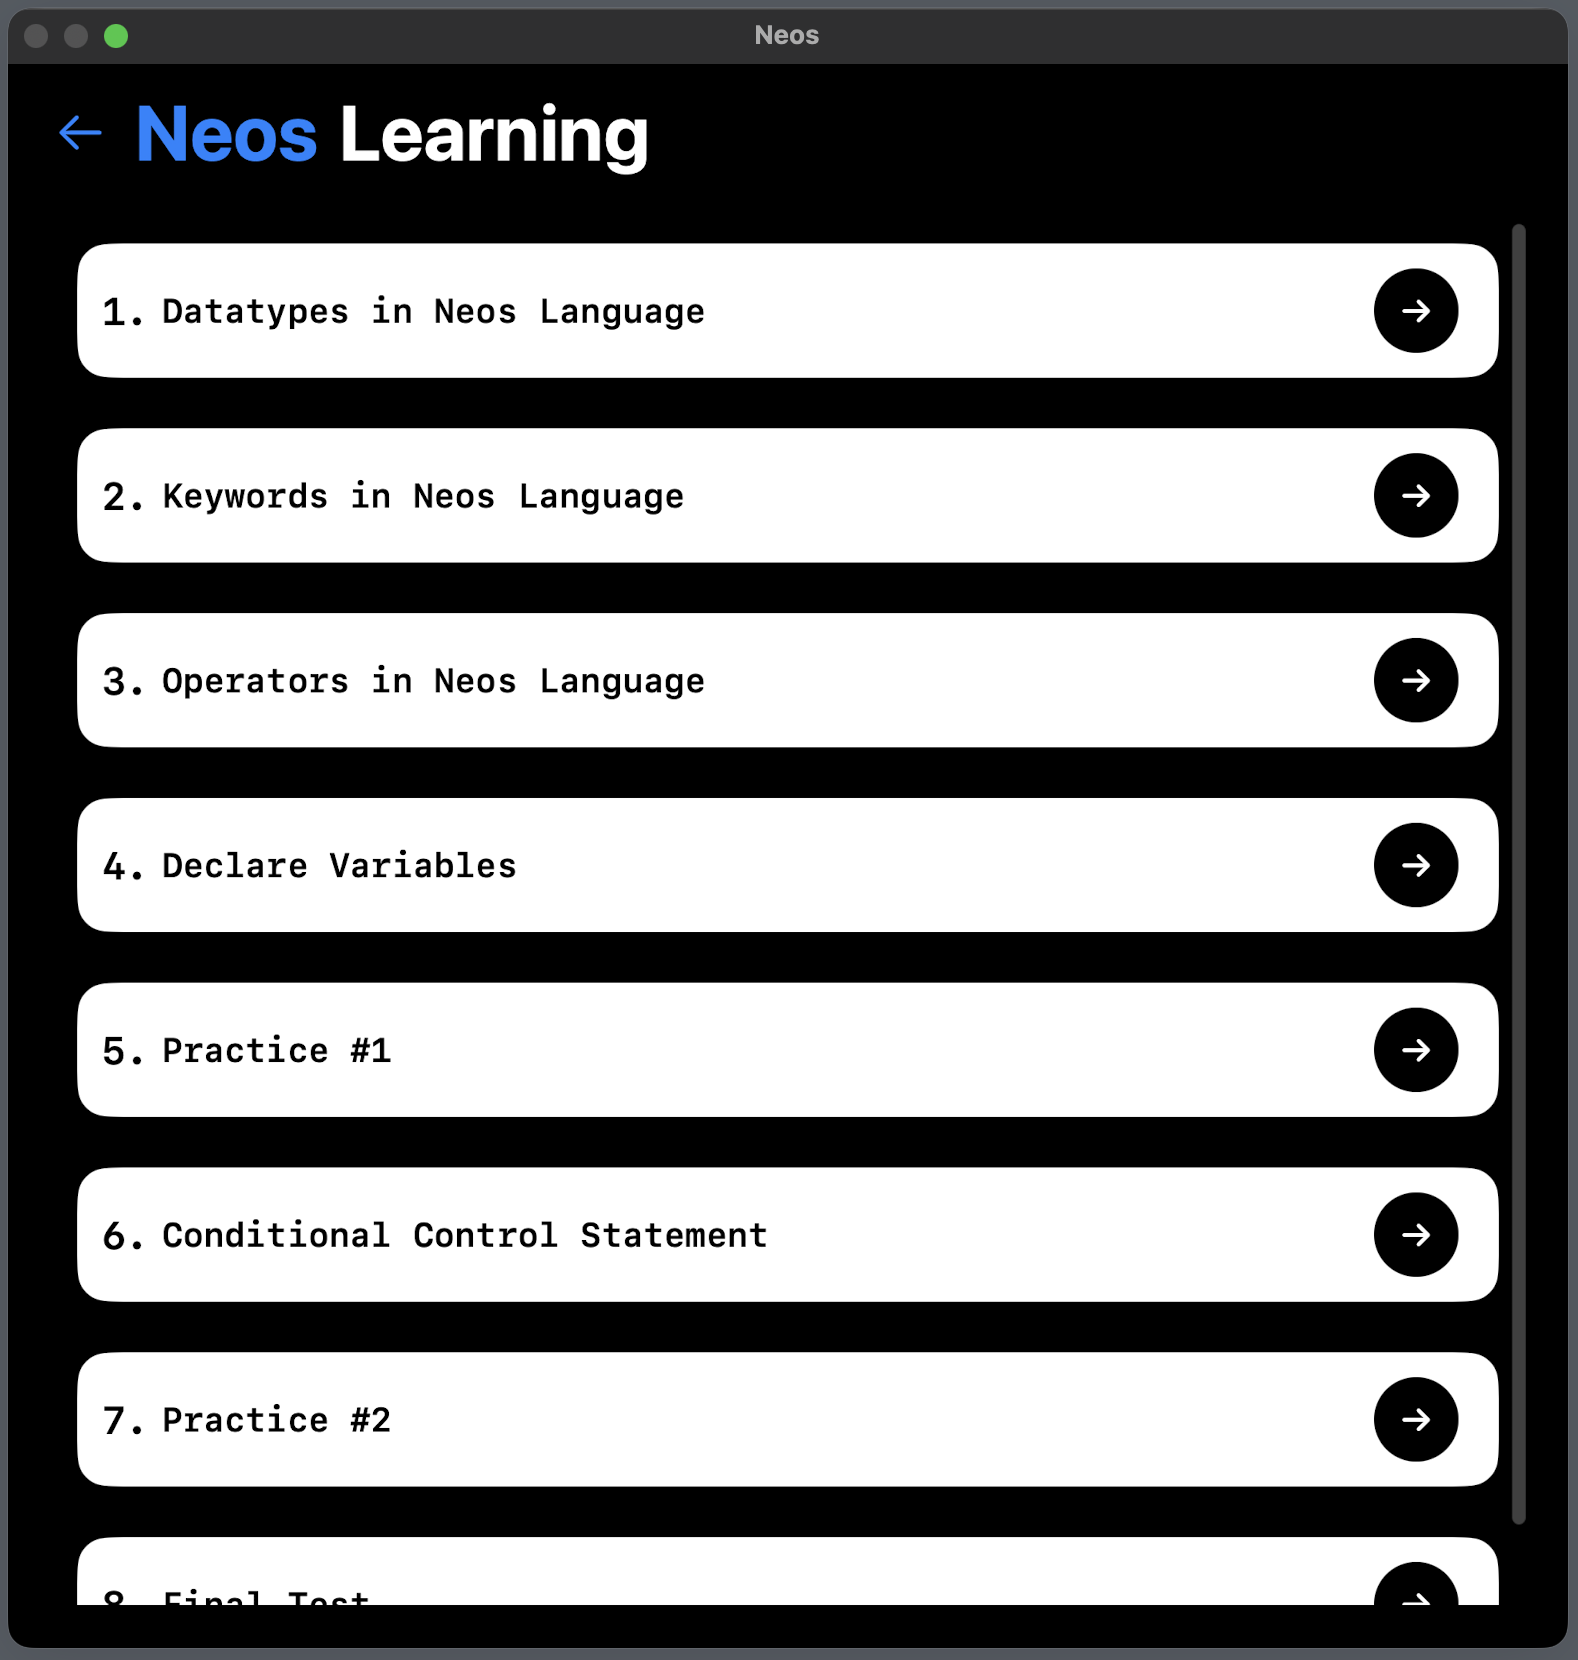 Neos
Neos Learning
1. Datatypes in Neos Language
2. Keywords in Neos Language
3. Operators in Neos Language
4. Declare Variables
5. Practice #1
6. Conditional Control Statement
7. Practice #2
8. Final Test